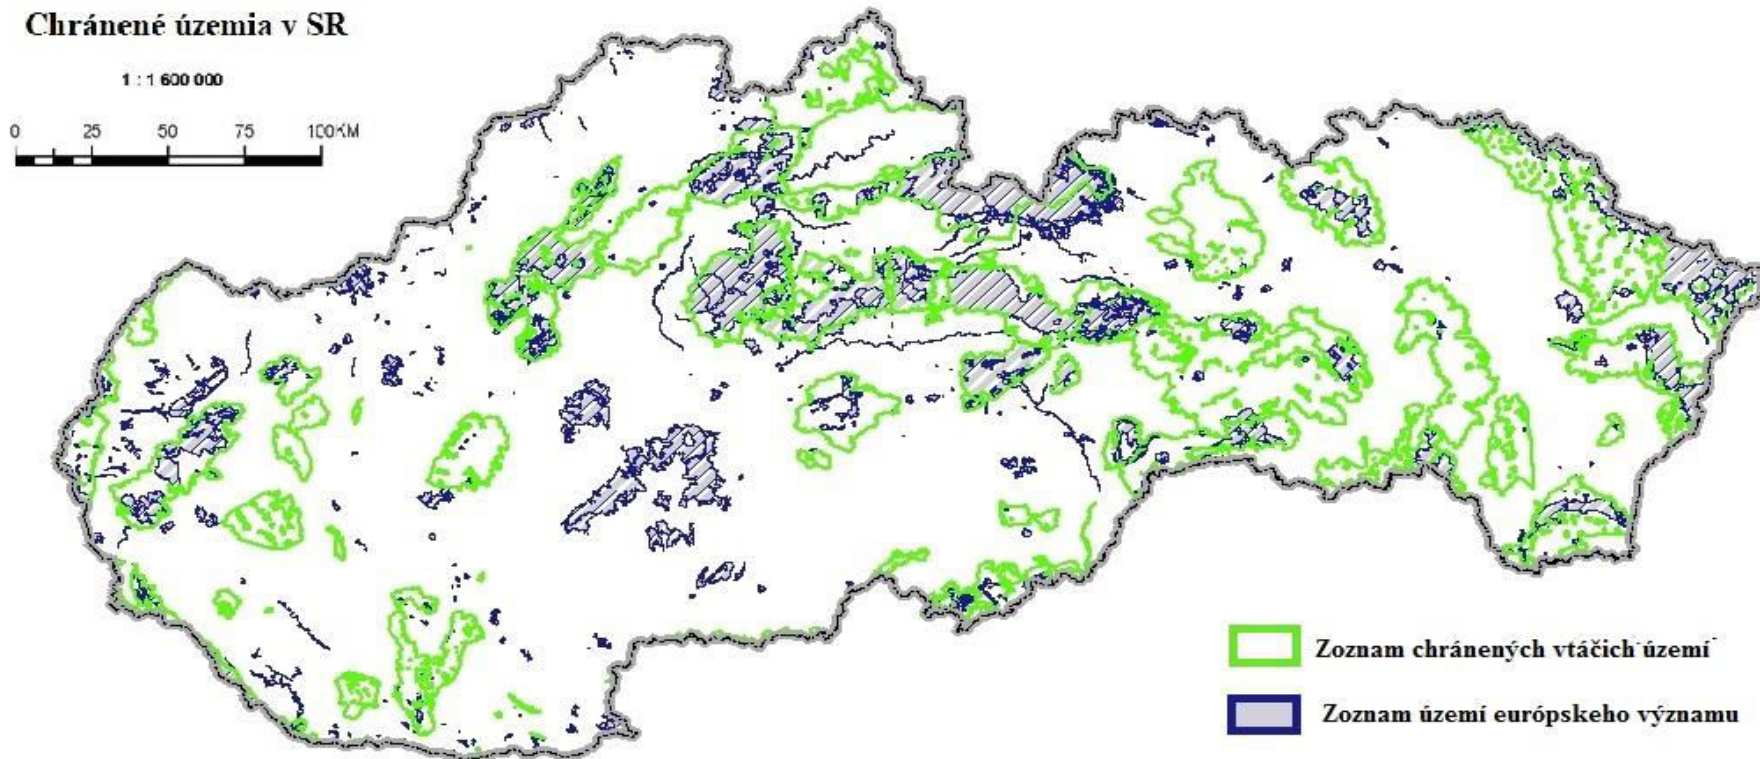 Chránené územia v SR
1 : 1 600 000
0 25 50 75 100KM
Zoznam chránených vtáčich území
Zoznam území európskeho významu